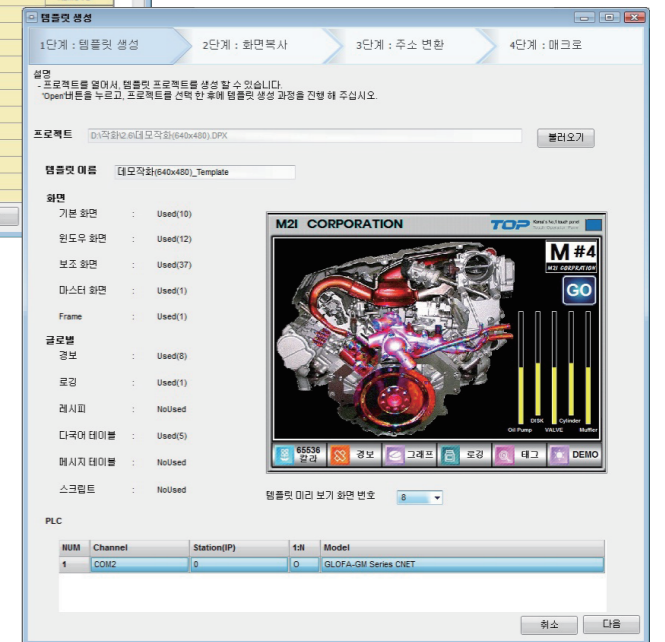 템플릿 생성
1단계 : 템플릿 생성
2단계 : 화면복사
3단계 : 주소 변환
4단계 : 매크로
설명
- 프로젝트를 열어서, 템플릿 프로젝트를 생성 할 수 있습니다.
'Open'버튼을 누르고, 프로젝트를 선택 한 후에 템플릿 생성 과정을 진행 해 주십시오.
프로젝트 D:\작화\2.6\데모작화(640x480).DPX 불러오기
템플릿 이름 데모작화(640x480)_Template
화면
기본 화면 : Used(10)
윈도우 화면 : Used(12)
보조 화면 : Used(37)
마스터 화면 : Used(1)
Frame : Used(1)
글로벌
경보 : Used(8)
로깅 : Used(1)
레시피 : NoUsed
다국어 테이블 : Used(5)
메시지 테이블 : NoUsed
스크립트 : NoUsed
M2I CORPORATION TOP
M #4
M2I CORPORATION
GO
DISK Cylinder
Oil Pump VALVE Muffler
65536 칼라 경보 그래프 로깅 태그 DEMO
템플릿 미리 보기 화면 번호 8
PLC
NUM Channel Station(IP) 1:N Model
1 COM2 0 O GLOFA-GM Series CNET
취소 다음